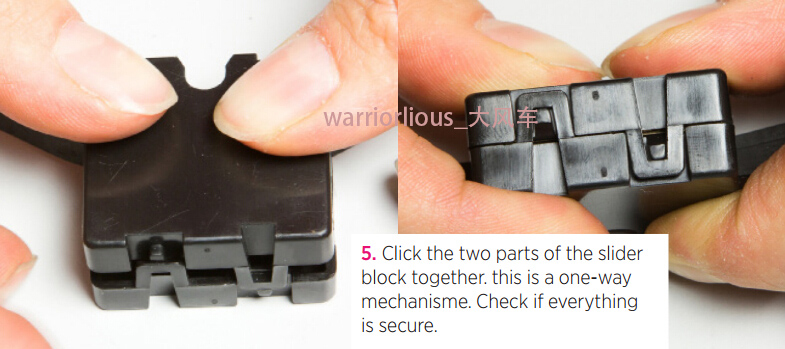 warriorlious_大风车
5. Click the two parts of the slider
block together. this is a one-way
mechanisme. Check if everything
is secure.